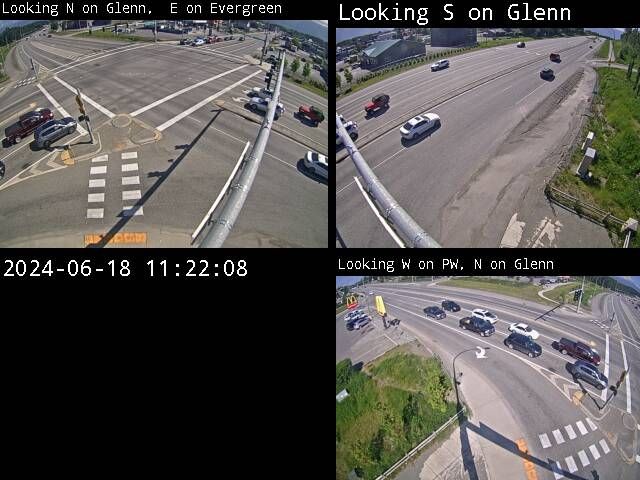 Looking N on Glenn,  E on Evergreen
Looking S on Glenn
2024-06-18 11:22:08
Looking W on PW, N on Glenn